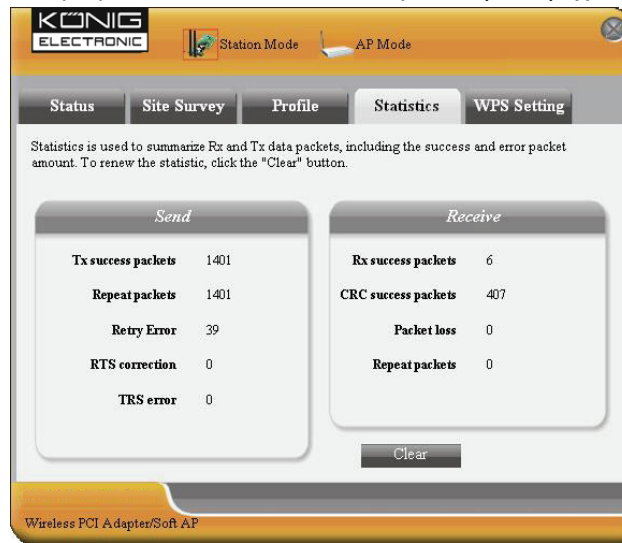 KÖNIG
ELECTRONIC
Station Mode AP Mode
Status Site Survey Profile Statistics WPS Setting
Statistics is used to summarize Rx and Tx data packets, including the success and error packet
amount. To renew the statistic, click the "Clear" button.
Send Receive
Tx success packets 1401 Rx success packets 6
Repeat packets 1401 CRC success packets 407
Retry Error 39 Packet loss 0
RTS correction 0 Repeat packets 0
TRS error 0
Clear
Wireless PCI Adapter/Soft AP